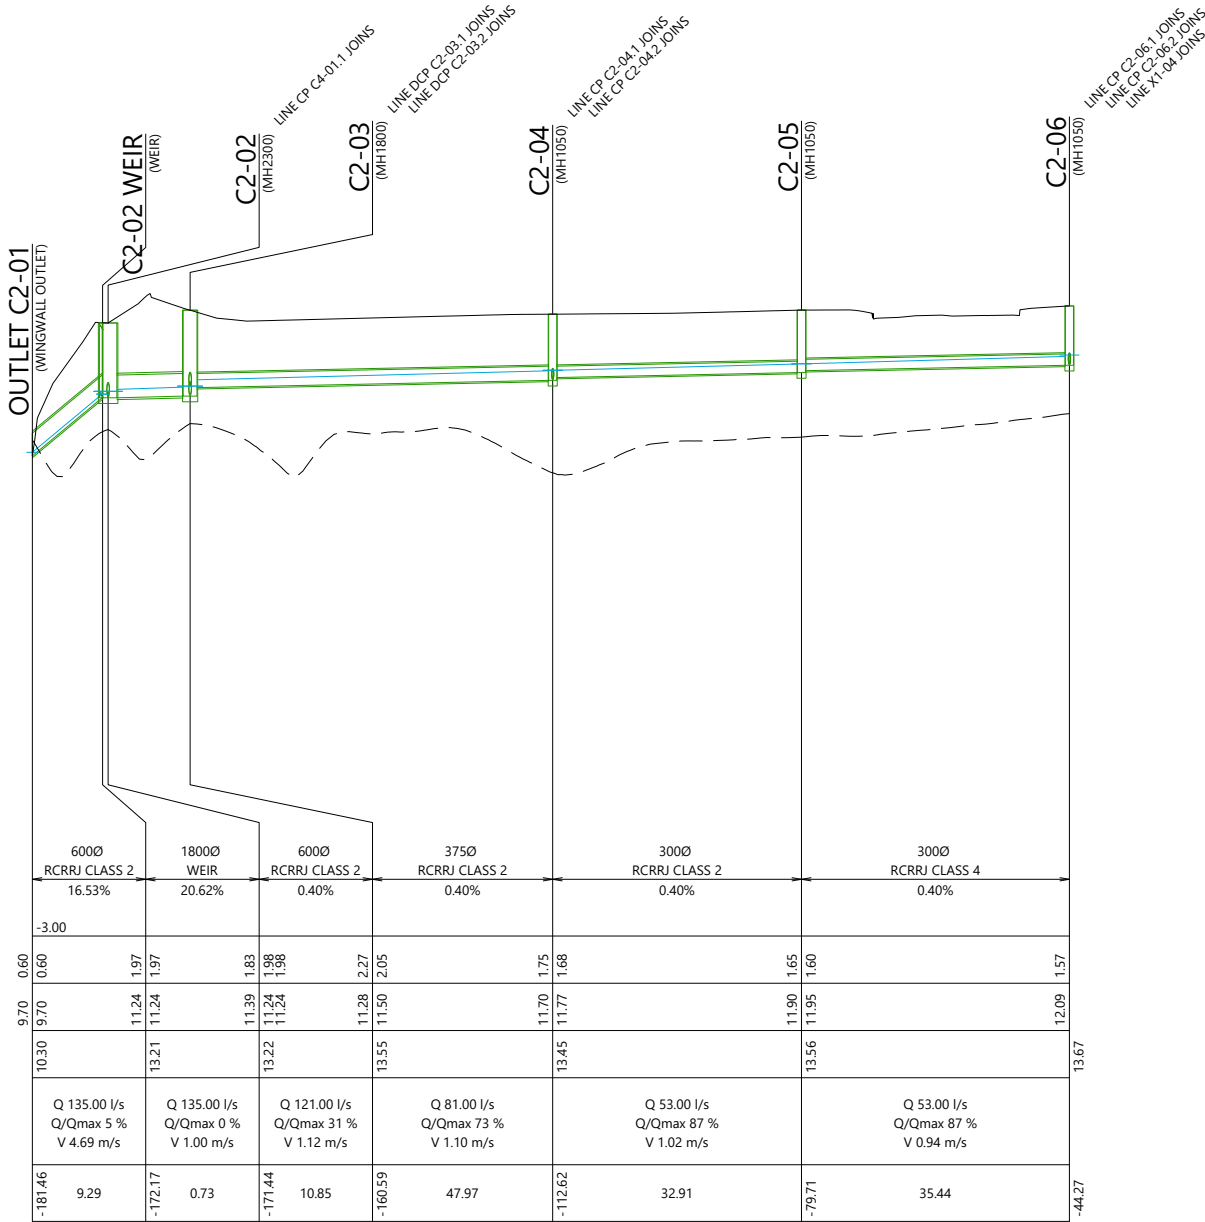 LINE CP C4-01.1 JOINS
LINE DCP C2-03.1 JOINS
LINE DCP C2-03.2 JOINS
LINE CP C2-04.1 JOINS
LINE CP C2-04.2 JOINS
LINE CP C2-06.1 JOINS
LINE CP C2-06.2 JOINS
LINE X1-04 JOINS
OUTLET C2-01
(WINGWALL OUTLET)
C2-02 WEIR
(WEIR)
C2-02
(MH2300)
C2-03
(MH1800)
C2-04
(MH1050)
C2-05
(MH1050)
C2-06
(MH1050)
600Ø
RCRRJ CLASS 2
16.53%
1800Ø
WEIR
20.62%
600Ø
RCRRJ CLASS 2
0.40%
375Ø
RCRRJ CLASS 2
0.40%
300Ø
RCRRJ CLASS 2
0.40%
300Ø
RCRRJ CLASS 4
0.40%
-3.00
0.60
0.60
1.97
1.97
1.83
1.98
1.98
2.27
2.05
1.75
1.68
1.65
1.60
1.57
9.70
9.70
11.24
11.24
11.39
11.24
11.24
11.28
11.50
11.70
11.77
11.90
11.95
12.09
10.30
13.21
13.22
13.55
13.45
13.56
13.67
Q 135.00 l/s
Q/Qmax 5 %
V 4.69 m/s
Q 135.00 l/s
Q/Qmax 0 %
V 1.00 m/s
Q 121.00 l/s
Q/Qmax 31 %
V 1.12 m/s
Q 81.00 l/s
Q/Qmax 73 %
V 1.10 m/s
Q 53.00 l/s
Q/Qmax 87 %
V 1.02 m/s
Q 53.00 l/s
Q/Qmax 87 %
V 0.94 m/s
-181.46
9.29
-172.17
0.73
-171.44
10.85
-160.59
47.97
-112.62
32.91
-79.71
35.44
-44.27